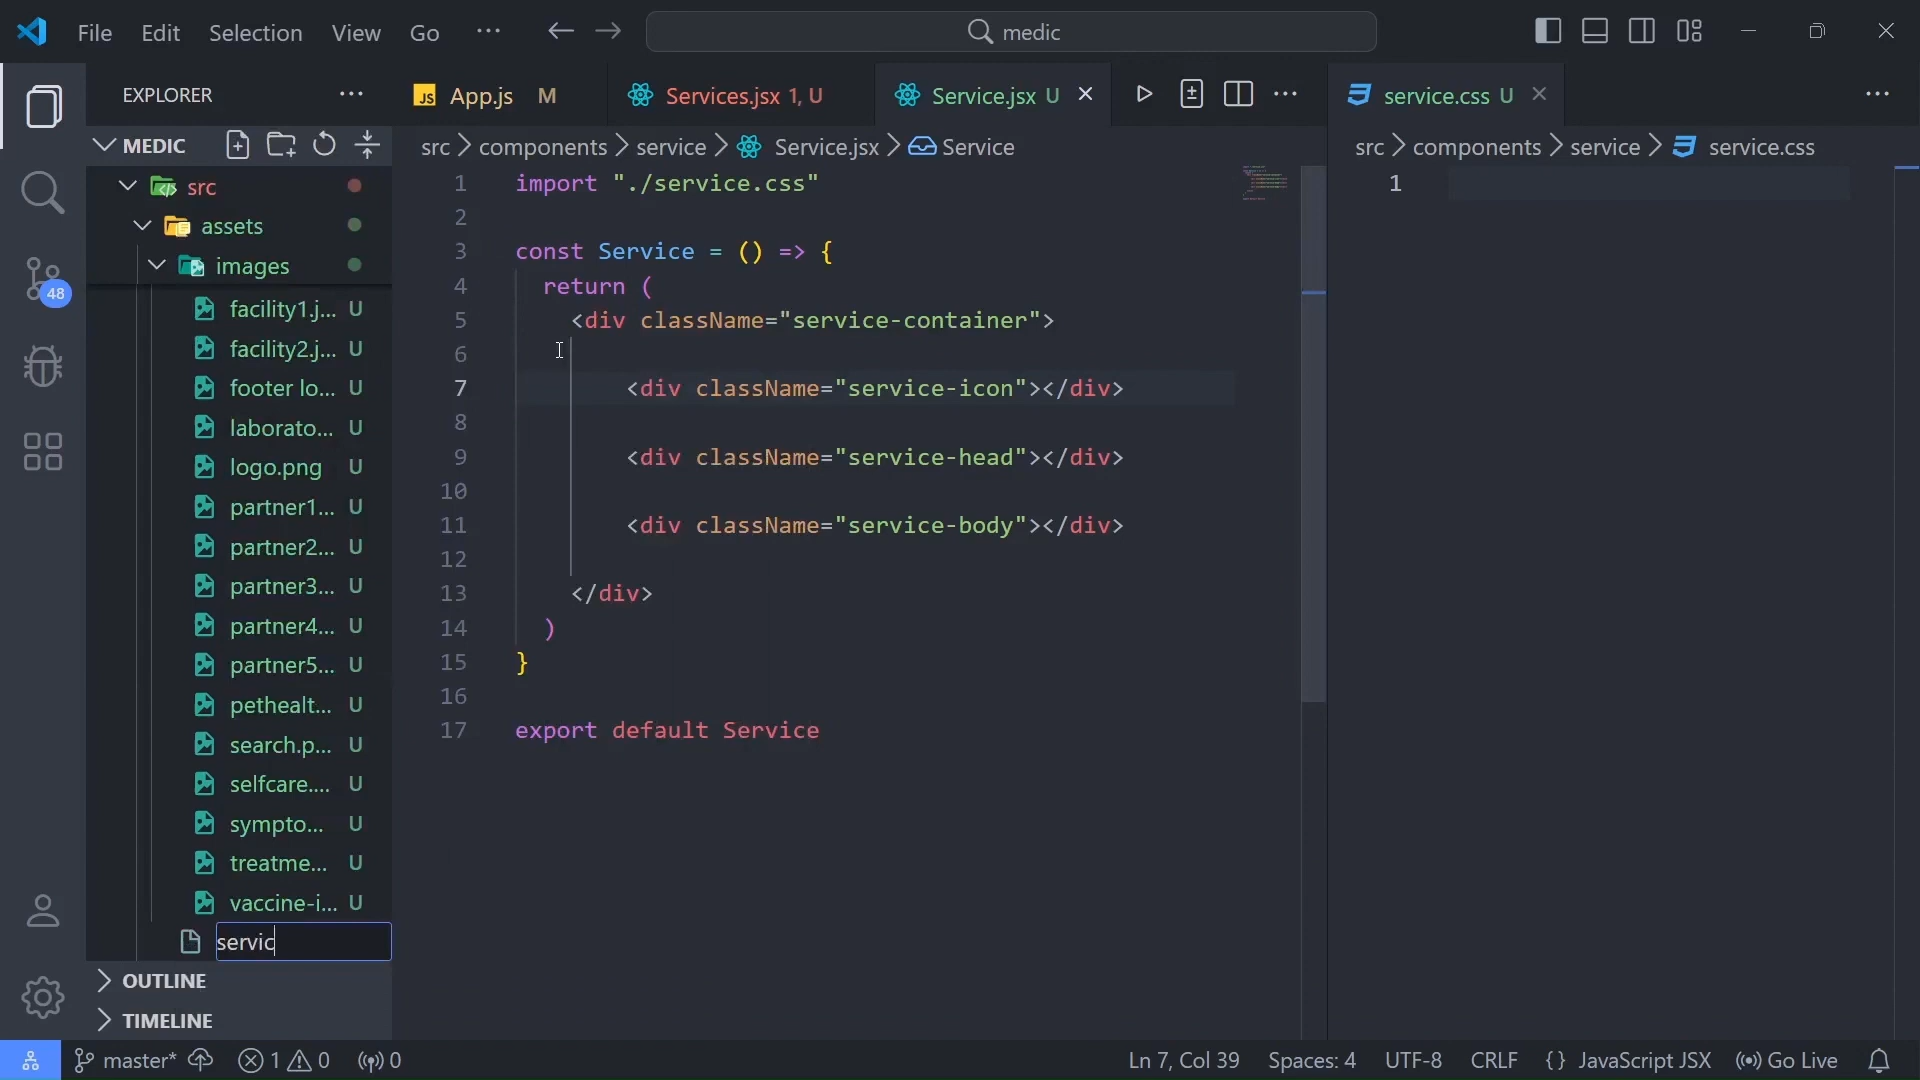 File Edit Selection View Go ... medic
EXPLORER ...
MEDIC
src
assets
images
facility1.j... U
facility2.j... U
footer lo... U
laborato... U
logo.png U
partner1... U
partner2... U
partner3... U
partner4... U
partner5... U
pethealt... U
search.p... U
selfcare.... U
sympto... U
treatme... U
vaccine-i... U
servic
OUTLINE
TIMELINE
48
JS App.js M
Services.jsx 1, U
Service.jsx U
src > components > service > Service.jsx > Service
1 import "./service.css"
2
3 const Service = () => {
4 return (
5 <div className="service-container">
6
7 <div className="service-icon"></div>
8
9 <div className="service-head"></div>
10
11 <div className="service-body"></div>
12
13 </div>
14 )
15 }
16
17 export default Service
service.css U
src > components > service > service.css
1
master* 1 0 0 Ln 7, Col 39 Spaces: 4 UTF-8 CRLF {} JavaScript JSX Go Live